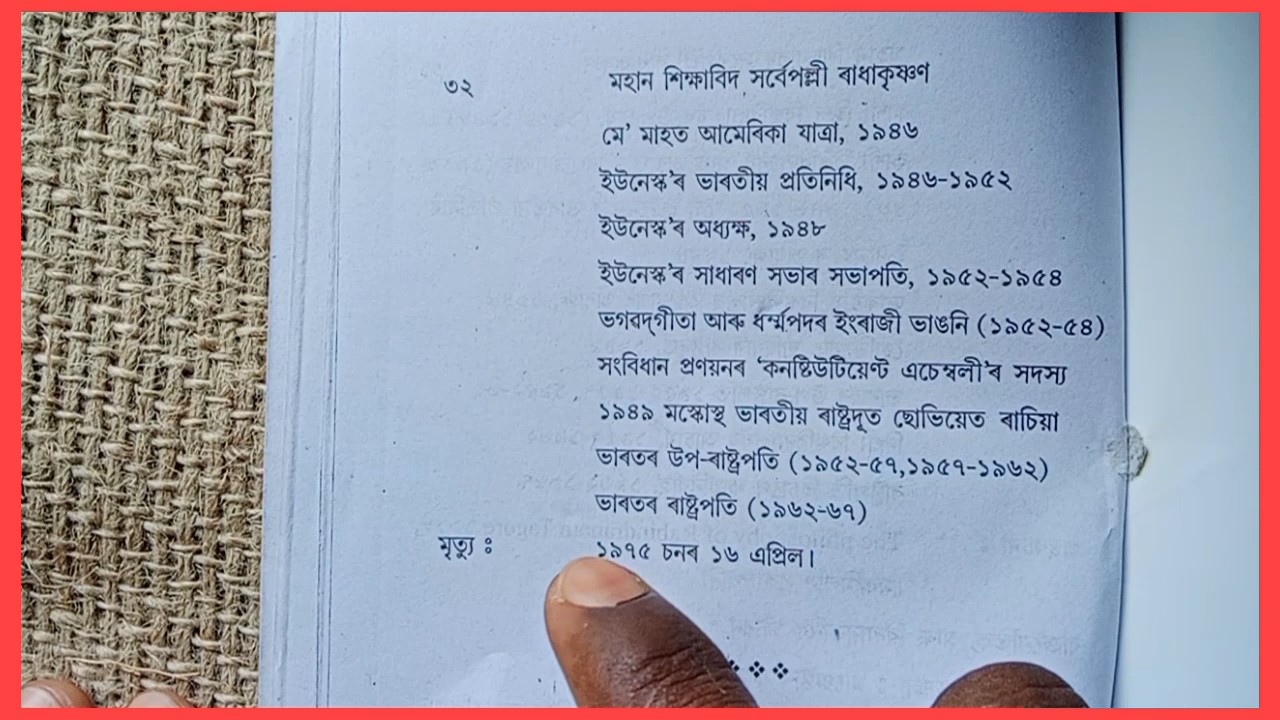 ৩২ মহান শিক্ষাবিদ সৰ্বেপল্লী ৰাধাকৃষ্ণণ
মে’ মাহত আমেৰিকা যাত্ৰা, ১৯৪৬
ইউনেস্ক’ৰ ভাৰতীয় প্ৰতিনিধি, ১৯৪৬-১৯৫২
ইউনেস্ক’ৰ অধ্যক্ষ, ১৯৪৮
ইউনেস্ক’ৰ সাধাৰণ সভাৰ সভাপতি, ১৯৫২-১৯৫৪
ভগৱদ্‌গীতা আৰু ধৰ্ম্মপদৰ ইংৰাজী ভাঙনি (১৯৫২-৫৪)
সংবিধান প্ৰণয়নৰ ‘কনষ্টিউটিয়েণ্ট এচেম্বলী’ৰ সদস্য
১৯৪৯ মস্কোস্থ ভাৰতীয় ৰাষ্ট্ৰদূত ছোভিয়েত ৰাচিয়া
ভাৰতৰ উপ-ৰাষ্ট্ৰপতি (১৯৫২-৫৭,১৯৫৭-১৯৬২)
ভাৰতৰ ৰাষ্ট্ৰপতি (১৯৬২-৬৭)
মৃত্যু ঃ ১৯৭৫ চনৰ ১৬ এপ্ৰিল।